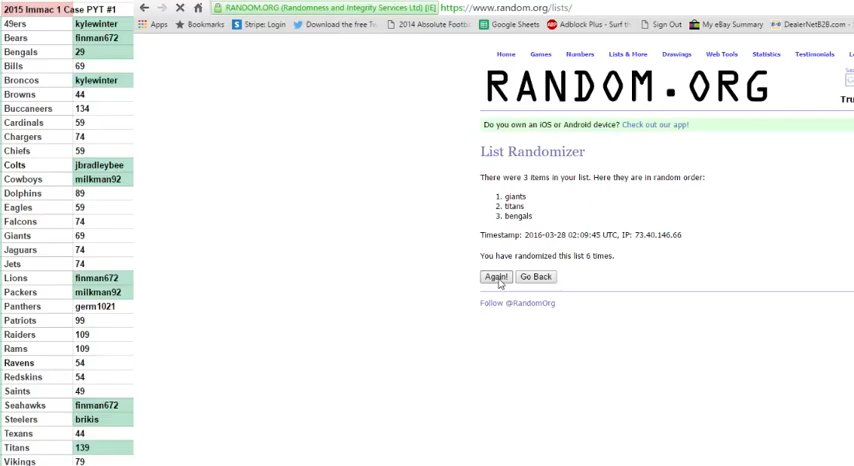 2015 Immac 1 Case PYT #1
49ers kylewinter
Bears finman672
Bengals 29
Bills 69
Broncos kylewinter
Browns 44
Buccaneers 134
Cardinals 59
Chargers 74
Chiefs 59
Colts jbradleybee
Cowboys milkman92
Dolphins 89
Eagles 59
Falcons 74
Giants 69
Jaguars 74
Jets 74
Lions finman672
Packers milkman92
Panthers germ1021
Patriots 99
Raiders 109
Rams 109
Ravens 54
Redskins 54
Saints 49
Seahawks finman672
Steelers brikis
Texans 44
Titans 139
Vikings 79
RANDOM.ORG (Randomness and Integrity Services Ltd) [IE] https://www.random.org/lists/
Apps Bookmarks Stripe: Login Download the free Tw 2014 Absolute Footba Google Sheets Adblock Plus - Surf th Sign Out My eBay Summary DealerNetB2B.com -
Home Games Numbers Lists & More Drawings Web Tools Statistics Testimonials
RANDOM.ORG
Tru
Do you own an iOS or Android device? Check out our app!
List Randomizer
There were 3 items in your list. Here they are in random order:
1. giants
2. titans
3. bengals
Timestamp: 2016-03-28 02:09:45 UTC, IP: 73.40.146.66
You have randomized this list 6 times.
Again! Go Back
Follow @RandomOrg